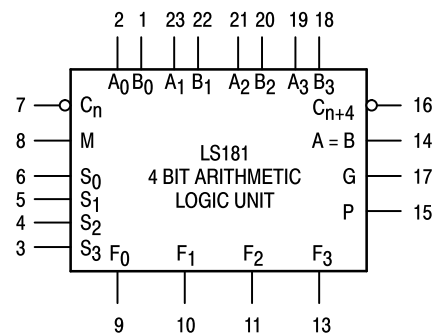 2 1 23 22 21 20 19 18
A0 B0 A1 B1 A2 B2 A3 B3
7 Cn Cn+4 16
8 M LS181 A = B 14
6 S0 4 BIT ARITHMETIC G 17
5 S1 LOGIC UNIT
4 S2 P 15
3 S3 F0 F1 F2 F3
9 10 11 13